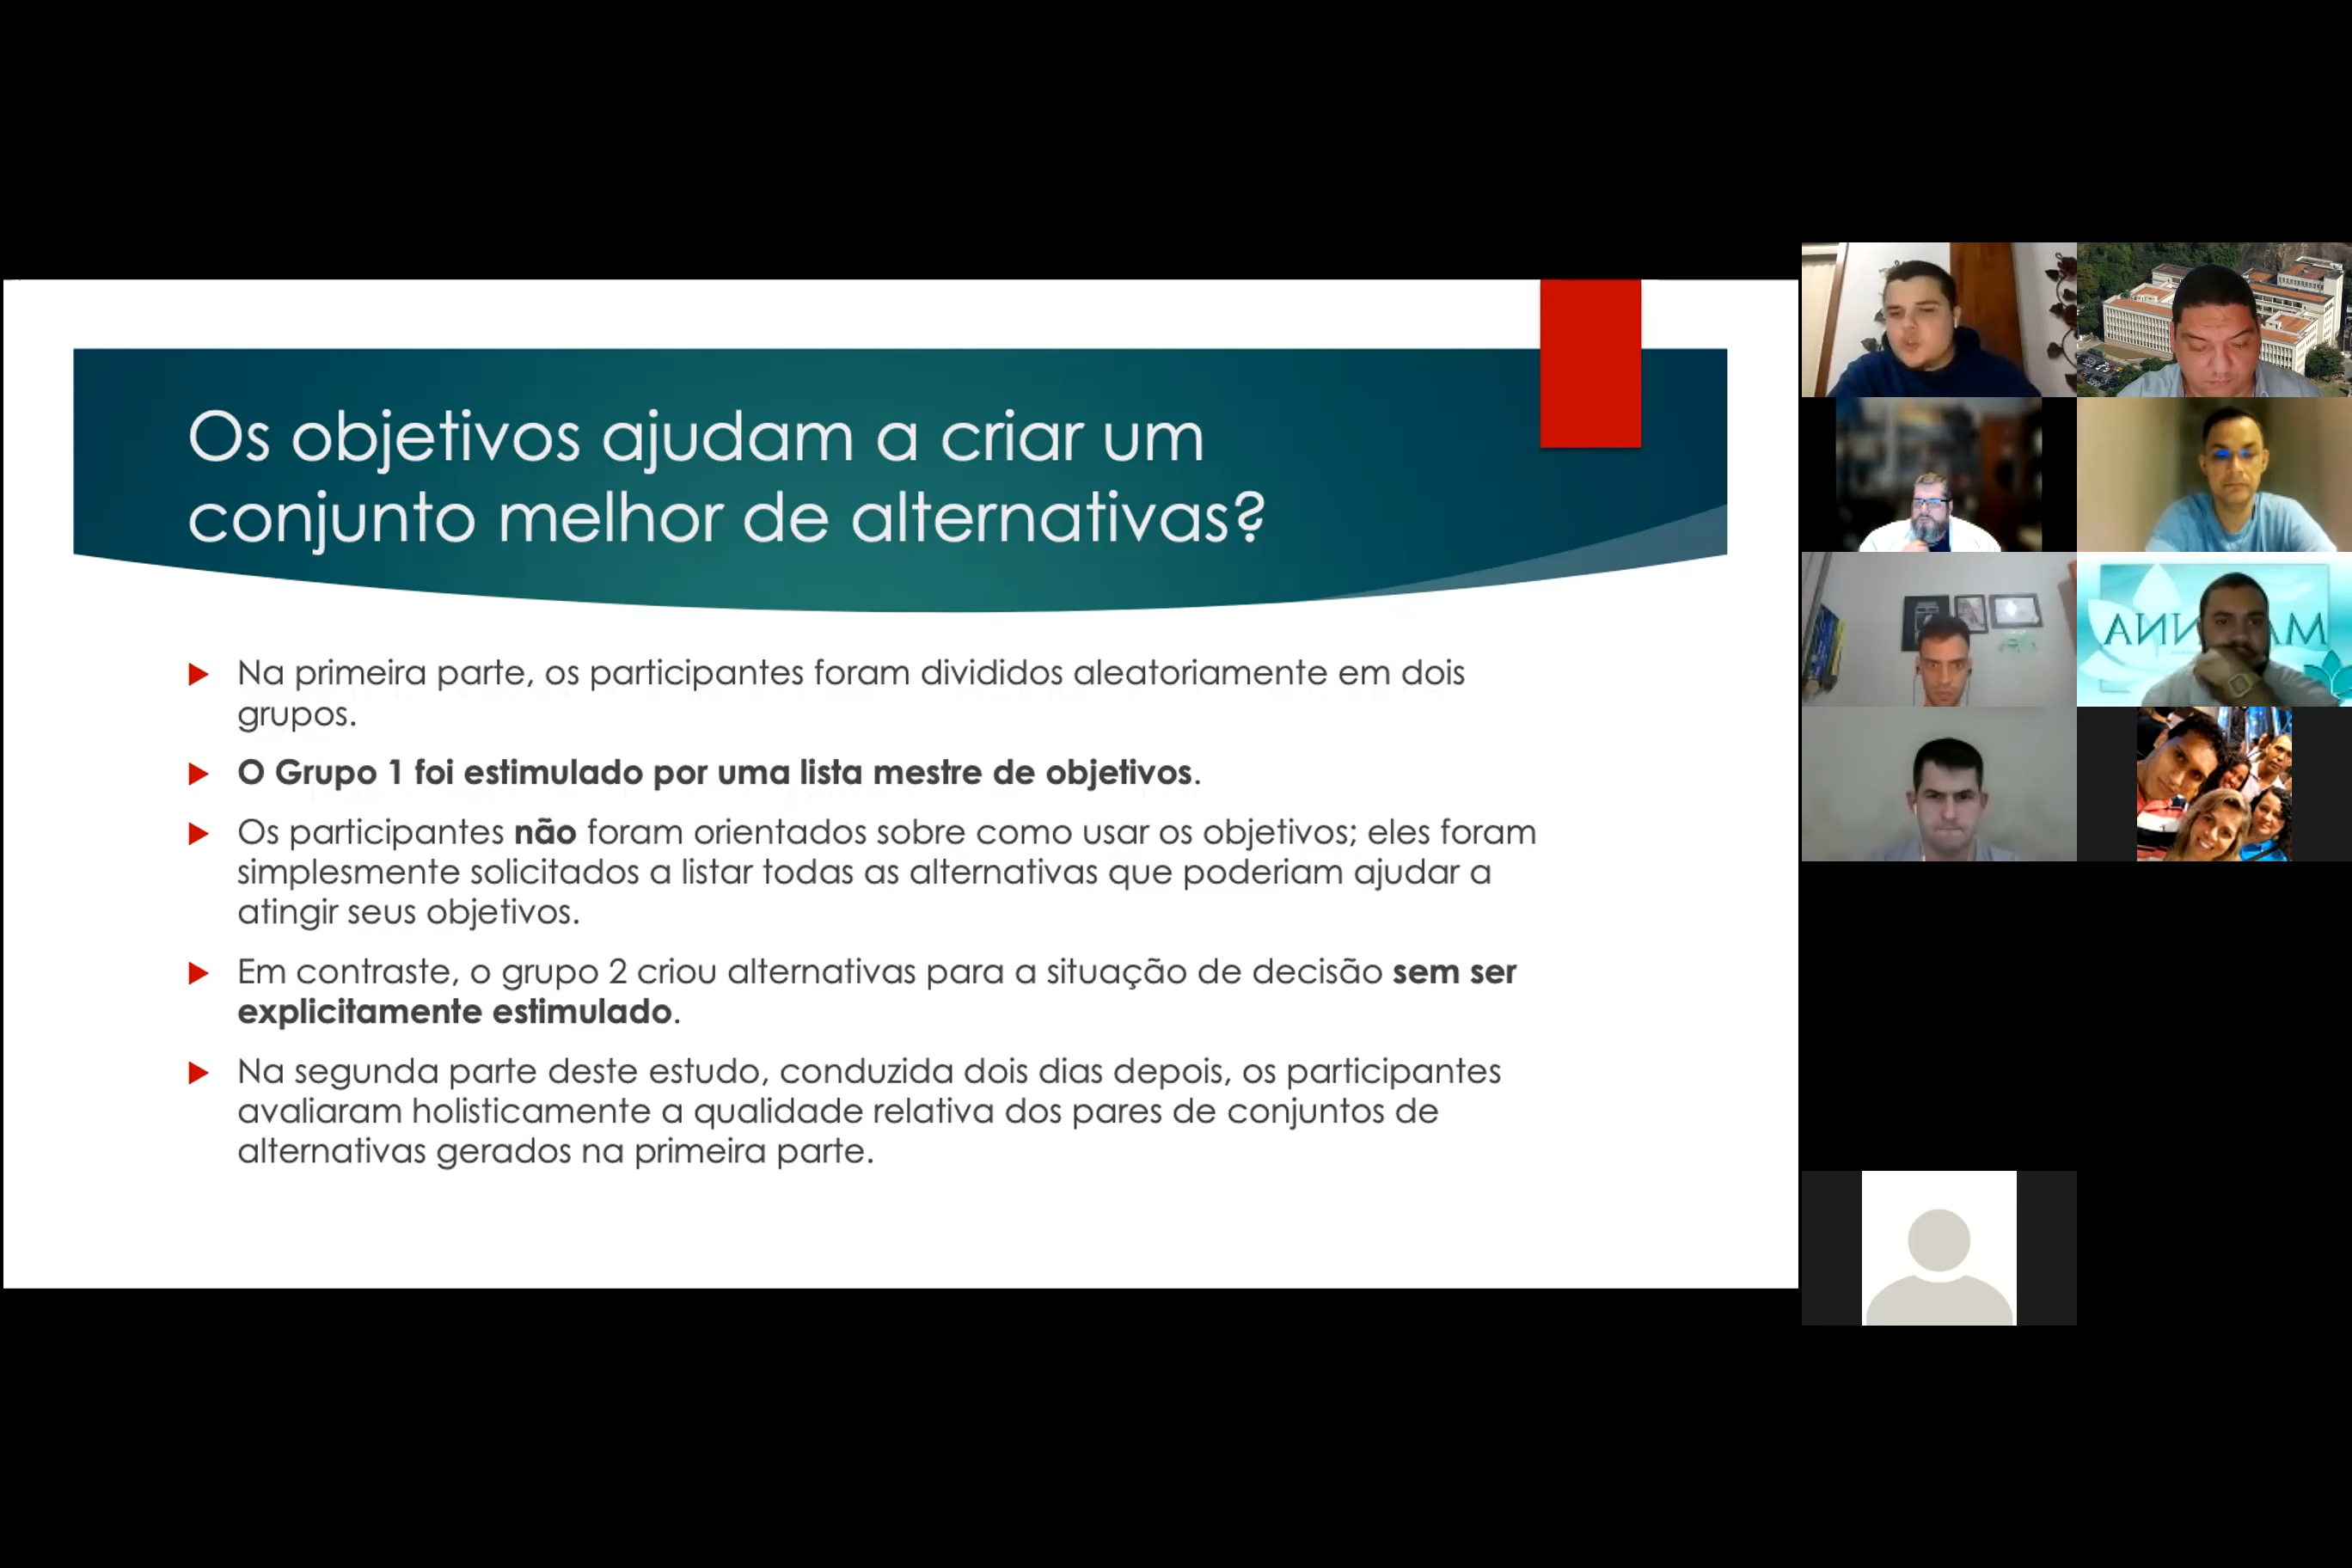 Os objetivos ajudam a criar um
conjunto melhor de alternativas?
Na primeira parte, os participantes foram divididos aleatoriamente em dois
grupos.
O Grupo 1 foi estimulado por uma lista mestre de objetivos.
Os participantes não foram orientados sobre como usar os objetivos; eles foram
simplesmente solicitados a listar todas as alternativas que poderiam ajudar a
atingir seus objetivos.
Em contraste, o grupo 2 criou alternativas para a situação de decisão sem ser
explicitamente estimulado.
Na segunda parte deste estudo, conduzida dois dias depois, os participantes
avaliaram holisticamente a qualidade relativa dos pares de conjuntos de
alternativas gerados na primeira parte.